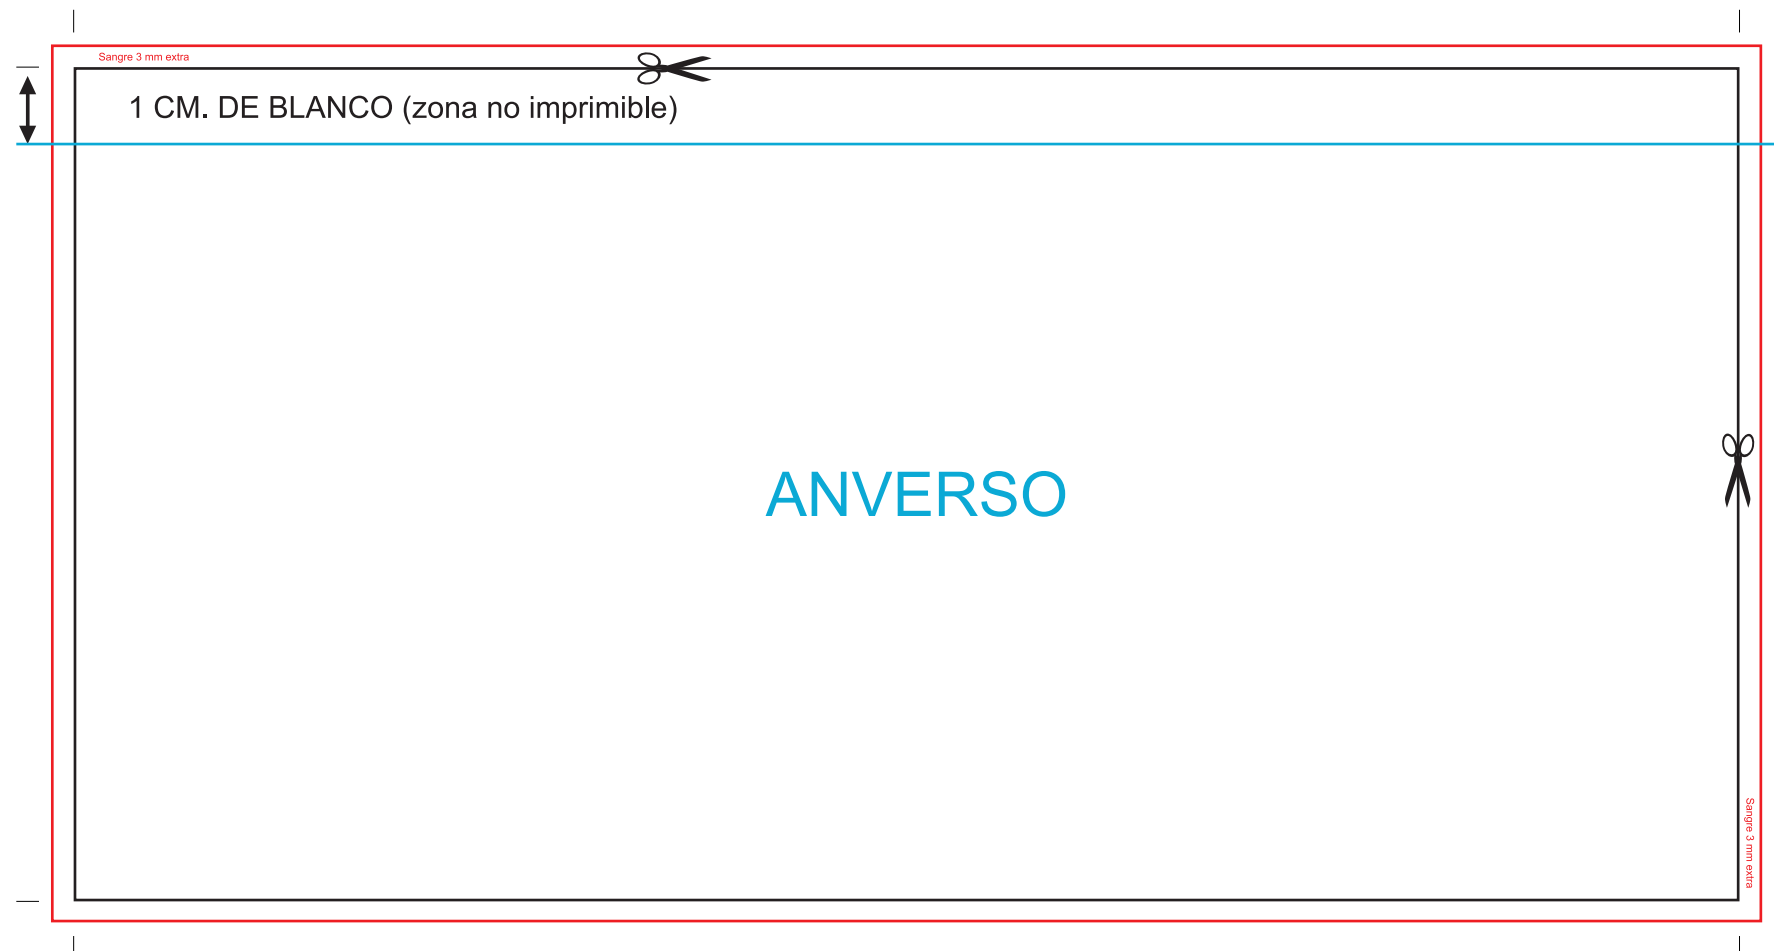 Sangre 3 mm extra
1 CM. DE BLANCO (zona no imprimible)
ANVERSO
Sangre 3 mm extra